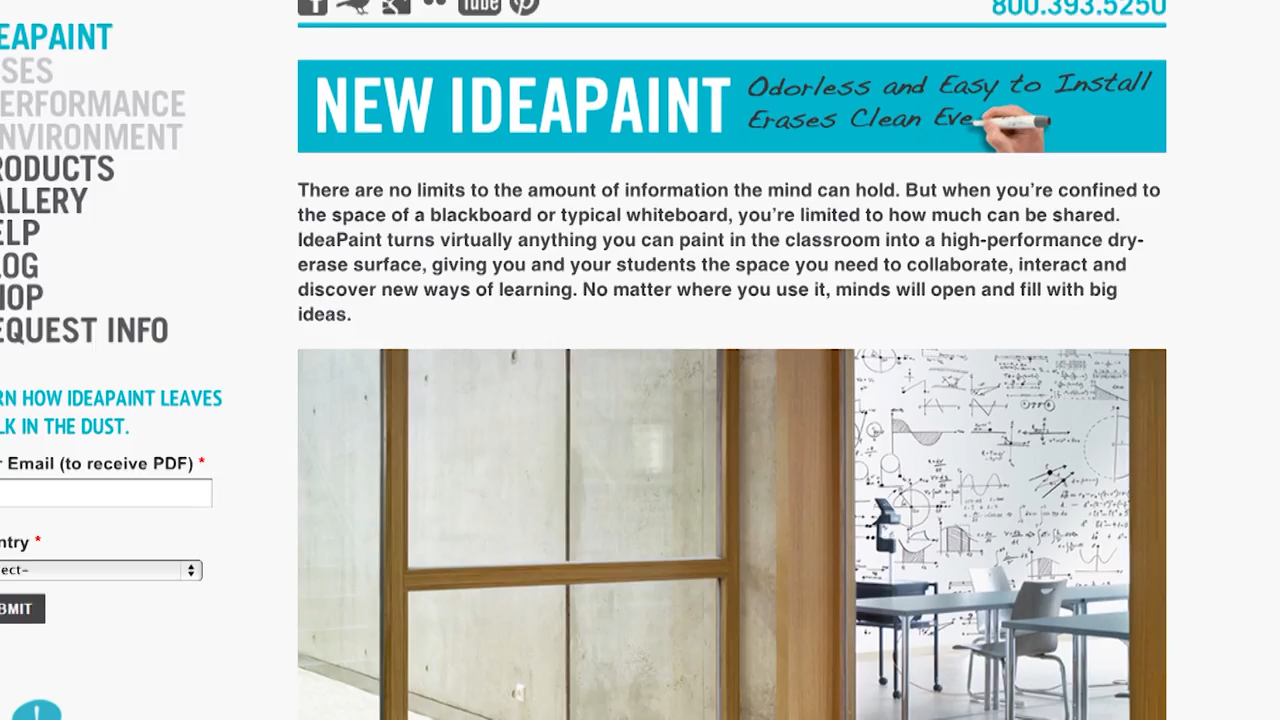 800.393.5250
EAPAINT
SES
ERFORMANCE
NVIRONMENT
RODUCTS
ALLERY
ELP
OG
HOP
EQUEST INFO
RN HOW IDEAPAINT LEAVES
LK IN THE DUST.
r Email (to receive PDF) *
ntry *
ect–
BMIT
NEW IDEAPAINT
Odorless and Easy to Install
Erases Clean Eve
There are no limits to the amount of information the mind can hold. But when you’re confined to
the space of a blackboard or typical whiteboard, you’re limited to how much can be shared.
IdeaPaint turns virtually anything you can paint in the classroom into a high-performance dry-
erase surface, giving you and your students the space you need to collaborate, interact and
discover new ways of learning. No matter where you use it, minds will open and fill with big
ideas.